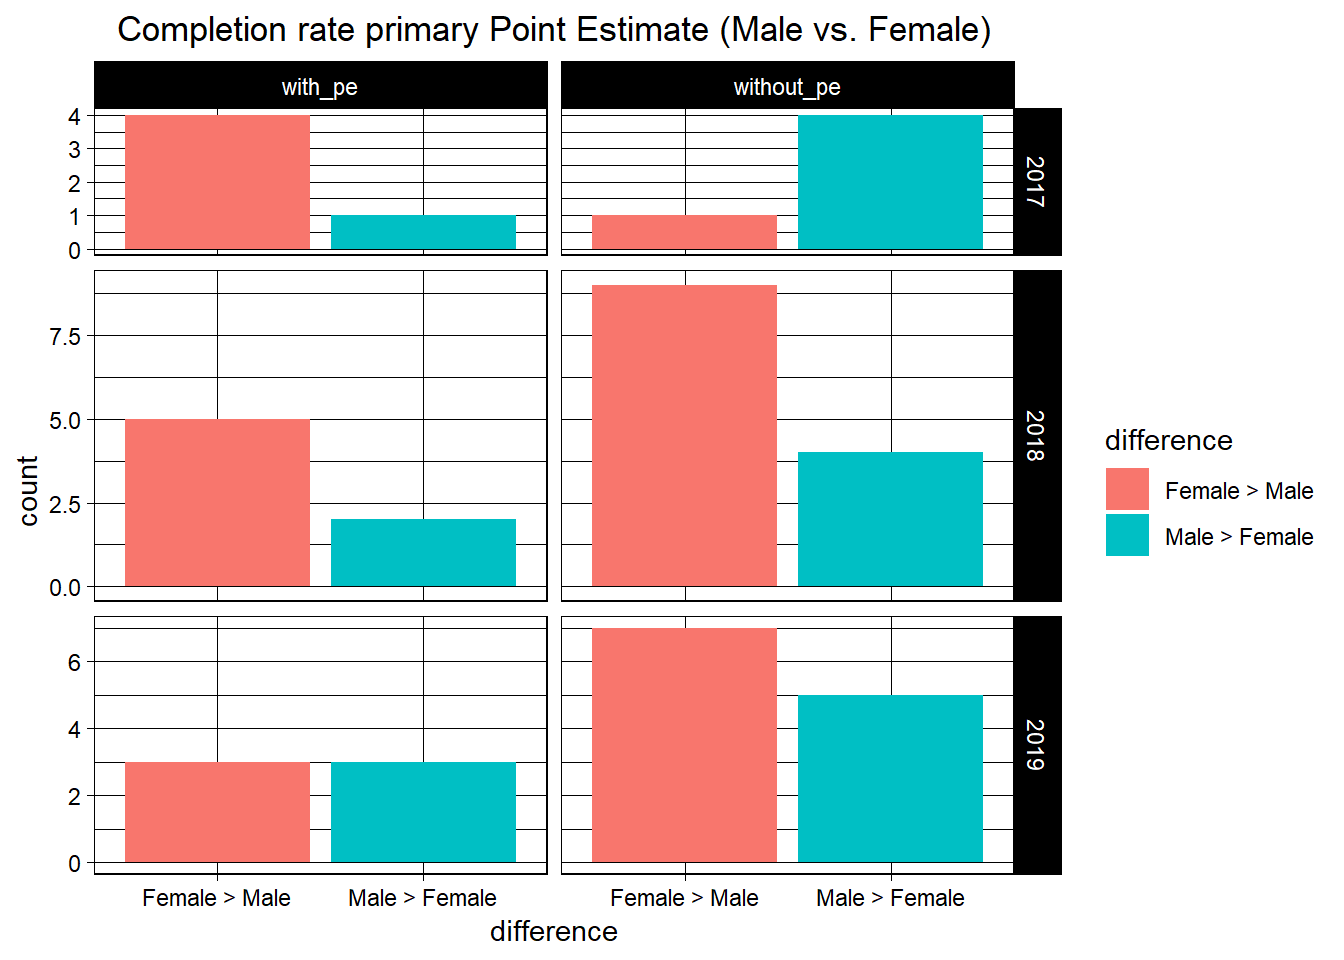 Completion rate primary Point Estimate (Male vs. Female)
with_pe
without_pe
4
3
2
1
0
2017
7.5
5.0
2.5
0.0
2018
6
4
2
0
2019
count
Female > Male
Male > Female
Female > Male
Male > Female
difference
difference
Female > Male
Male > Female